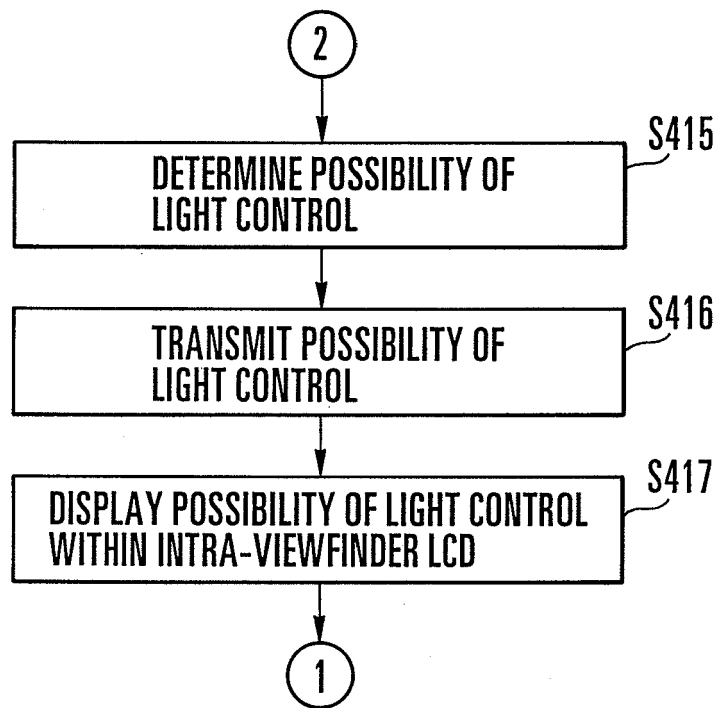 2
S415
DETERMINE POSSIBILITY OF
LIGHT CONTROL
S416
TRANSMIT POSSIBILITY OF
LIGHT CONTROL
S417
DISPLAY POSSIBILITY OF LIGHT CONTROL
WITHIN INTRA-VIEWFINDER LCD
1